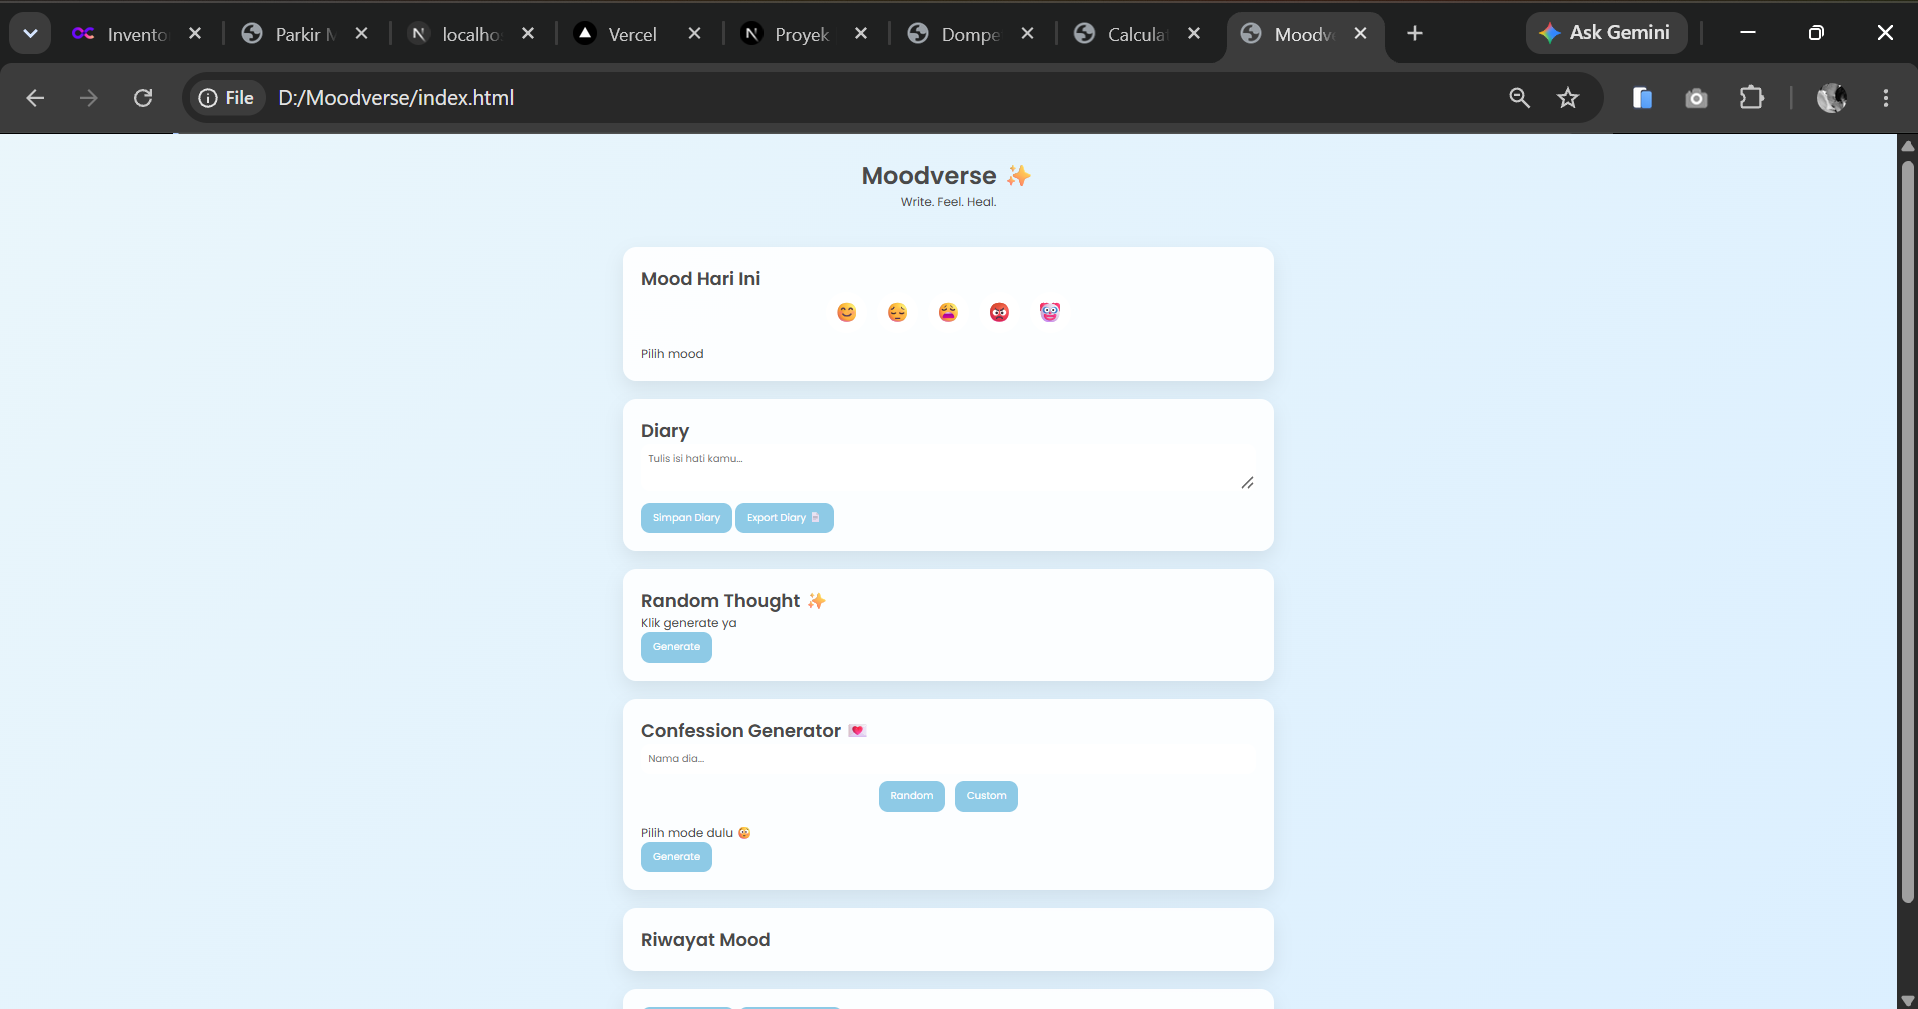 Invento
Parkir M
localho
Vercel
Proyek
Dompe
Calcula
Moodv
Ask Gemini
File
D:/Moodverse/index.html
Moodverse ✨
Write. Feel. Heal.
Mood Hari Ini
😊 😔 😩 😡 🤡
Pilih mood
Diary
Tulis isi hati kamu...
Simpan Diary
Export Diary 📄
Random Thought ✨
Klik generate ya
Generate
Confession Generator 💌
Nama dia...
Random
Custom
Pilih mode dulu 🥺
Generate
Riwayat Mood